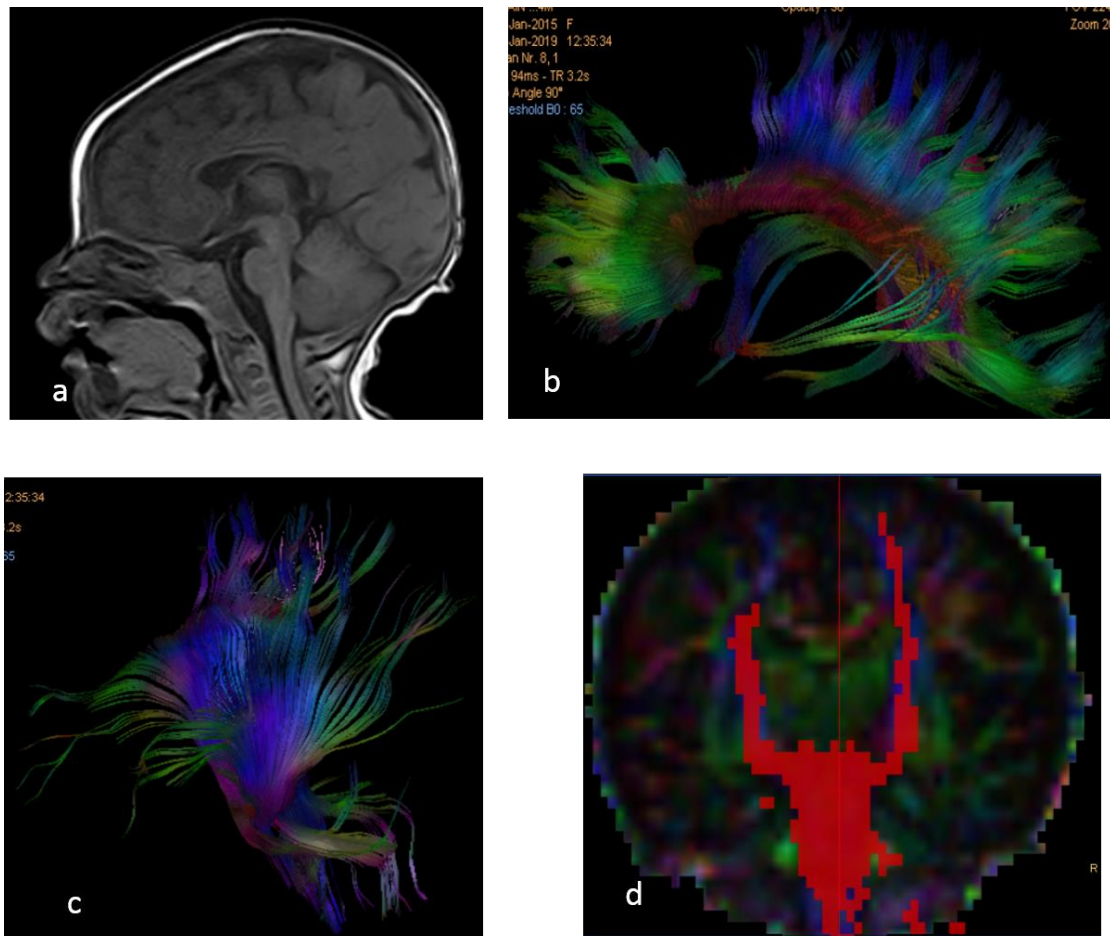 a
Jan-2015 F
Jan-2019 12:35:34
an Nr. 8, 1
94ms - TR 3.2s
Angle 90°
eshold B0 : 65
Zoom 20
b
2:35:34
.2s
65
c
R
d